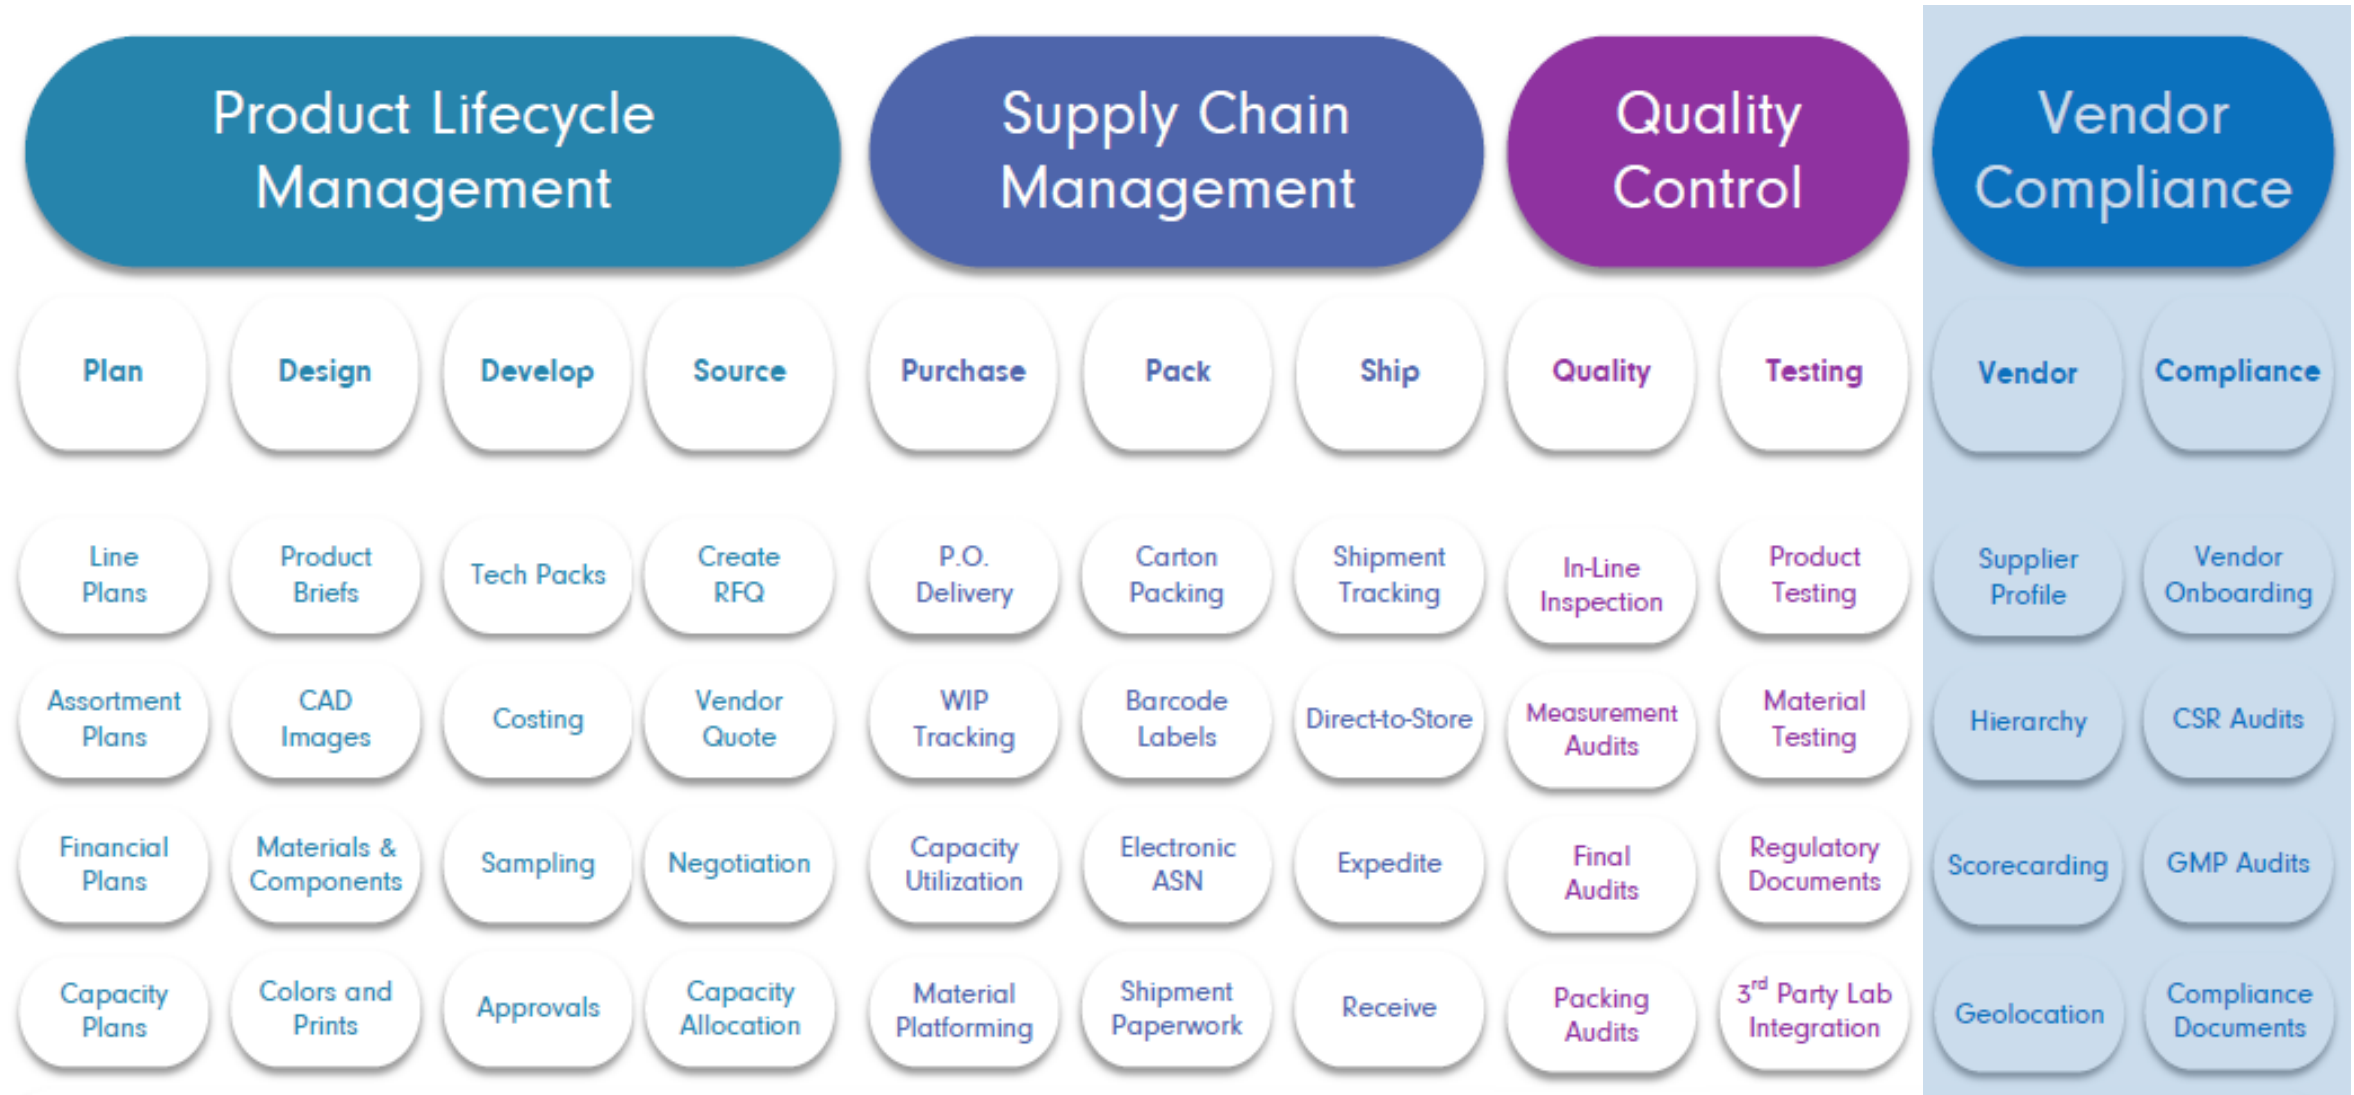 Product Lifecycle
Management
Supply Chain
Management
Quality
Control
Vendor
Compliance
Plan
Design
Develop
Source
Purchase
Pack
Ship
Quality
Testing
Vendor
Compliance
Line
Plans
Product
Briefs
Tech Packs
Create
RFQ
P.O.
Delivery
Carton
Packing
Shipment
Tracking
In-Line
Inspection
Product
Testing
Supplier
Profile
Vendor
Onboarding
Assortment
Plans
CAD
Images
Costing
Vendor
Quote
WIP
Tracking
Barcode
Labels
Direct-to-Store
Measurement
Audits
Material
Testing
Hierarchy
CSR Audits
Financial
Plans
Materials &
Components
Sampling
Negotiation
Capacity
Utilization
Electronic
ASN
Expedite
Final
Audits
Regulatory
Documents
Scorecarding
GMP Audits
Capacity
Plans
Colors and
Prints
Approvals
Capacity
Allocation
Material
Platforming
Shipment
Paperwork
Receive
Packing
Audits
3rd Party Lab
Integration
Geolocation
Compliance
Documents